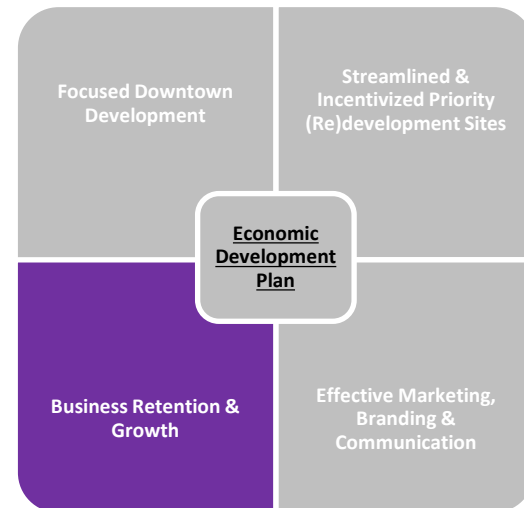 Focused Downtown
Development
Streamlined &
Incentivized Priority
(Re)development Sites
Economic
Development
Plan
Business Retention &
Growth
Effective Marketing,
Branding &
Communication